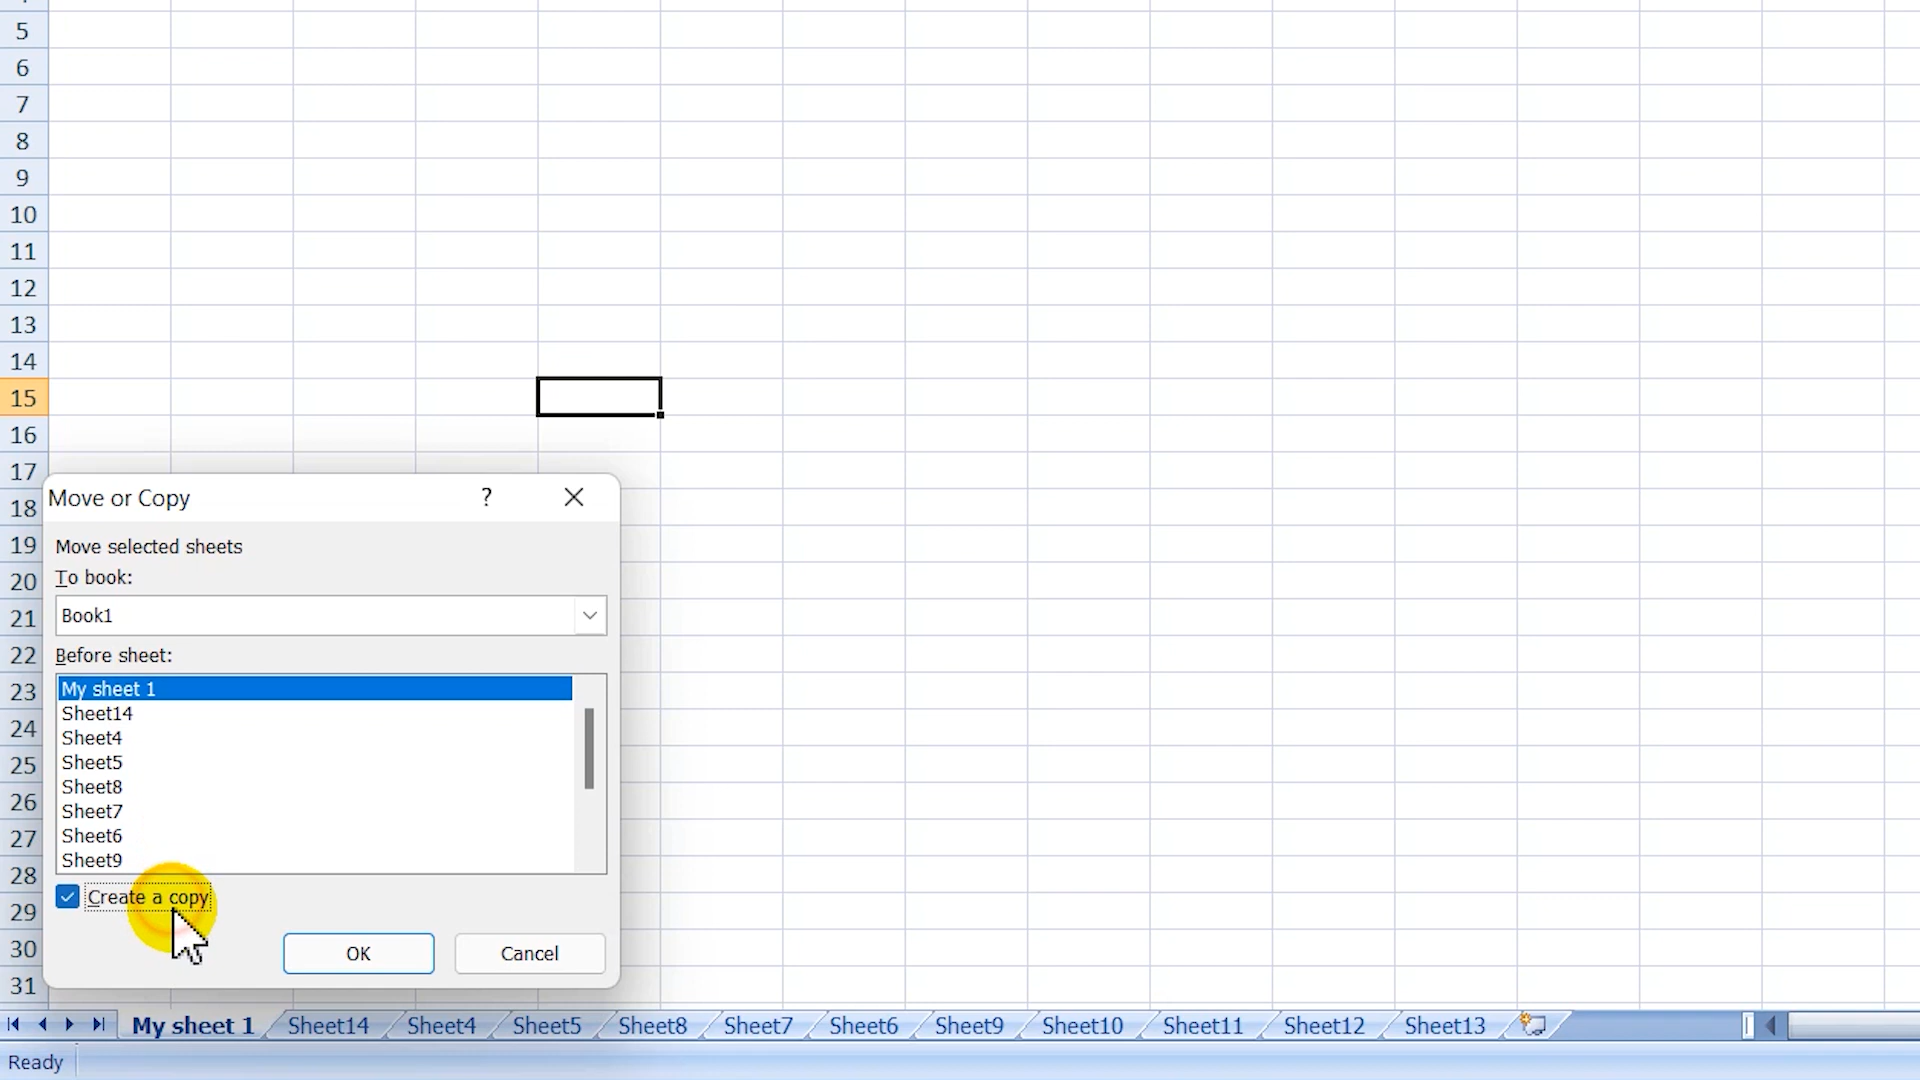 5
6
7
8
9
10
11
12
13
14
15
16
17
18
19
20
21
22
23
24
25
26
27
28
29
30
31
Move or Copy ?
Move selected sheets
To book:
Book1
Before sheet:
My sheet 1
Sheet14
Sheet4
Sheet5
Sheet8
Sheet7
Sheet6
Sheet9
Create a copy
OK Cancel
My sheet 1 Sheet14 Sheet4 Sheet5 Sheet8 Sheet7 Sheet6 Sheet9 Sheet10 Sheet11 Sheet12 Sheet13
Ready